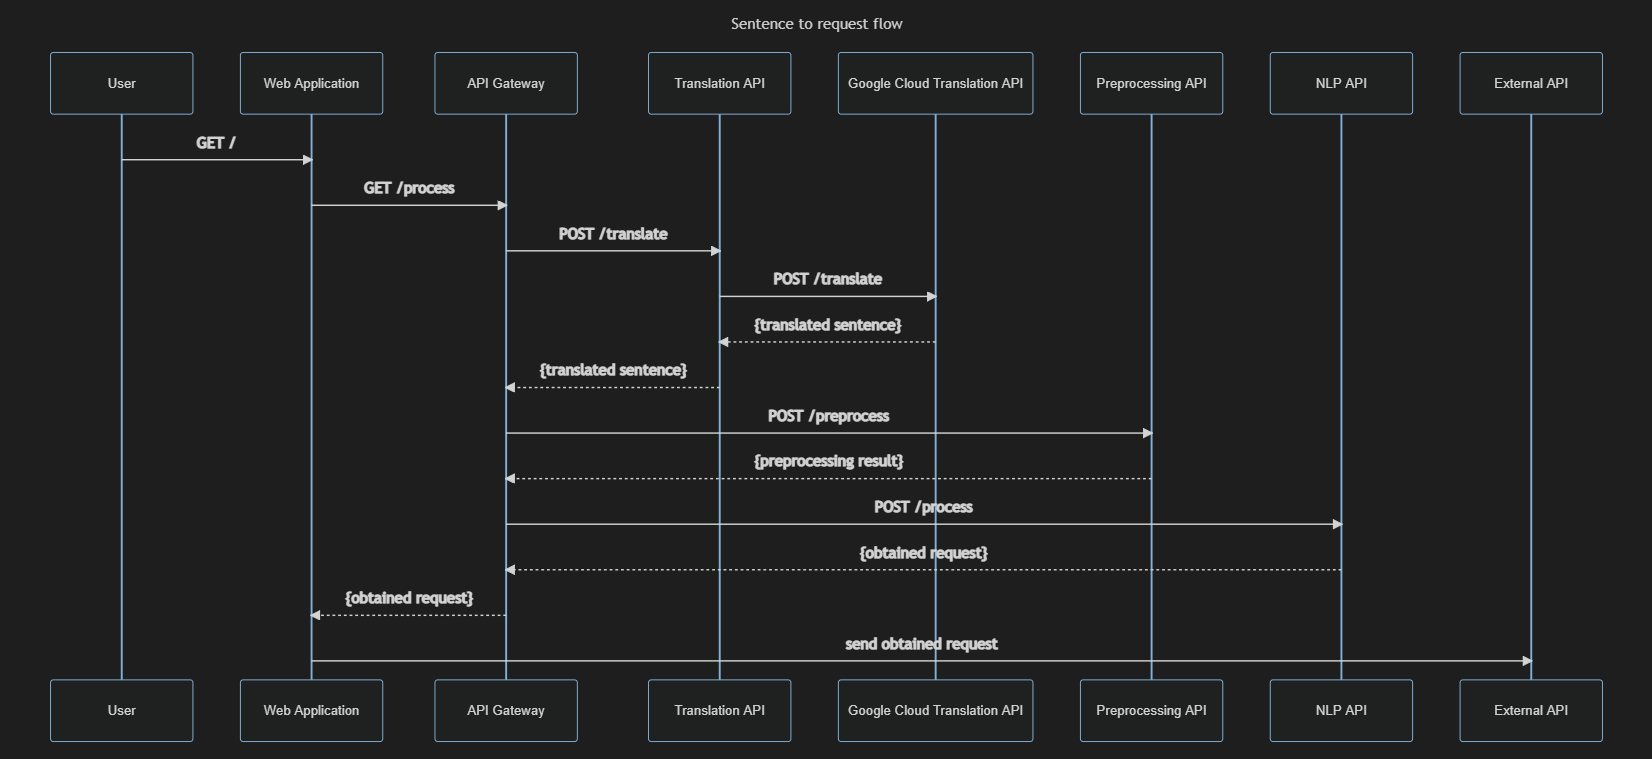 Sentence to request flow
User
Web Application
API Gateway
Translation API
Google Cloud Translation API
Preprocessing API
NLP API
External API
GET /
GET /process
POST /translate
POST /translate
{translated sentence}
{translated sentence}
POST /preprocess
{preprocessing result}
POST /process
{obtained request}
{obtained request}
send obtained request
User
Web Application
API Gateway
Translation API
Google Cloud Translation API
Preprocessing API
NLP API
External API